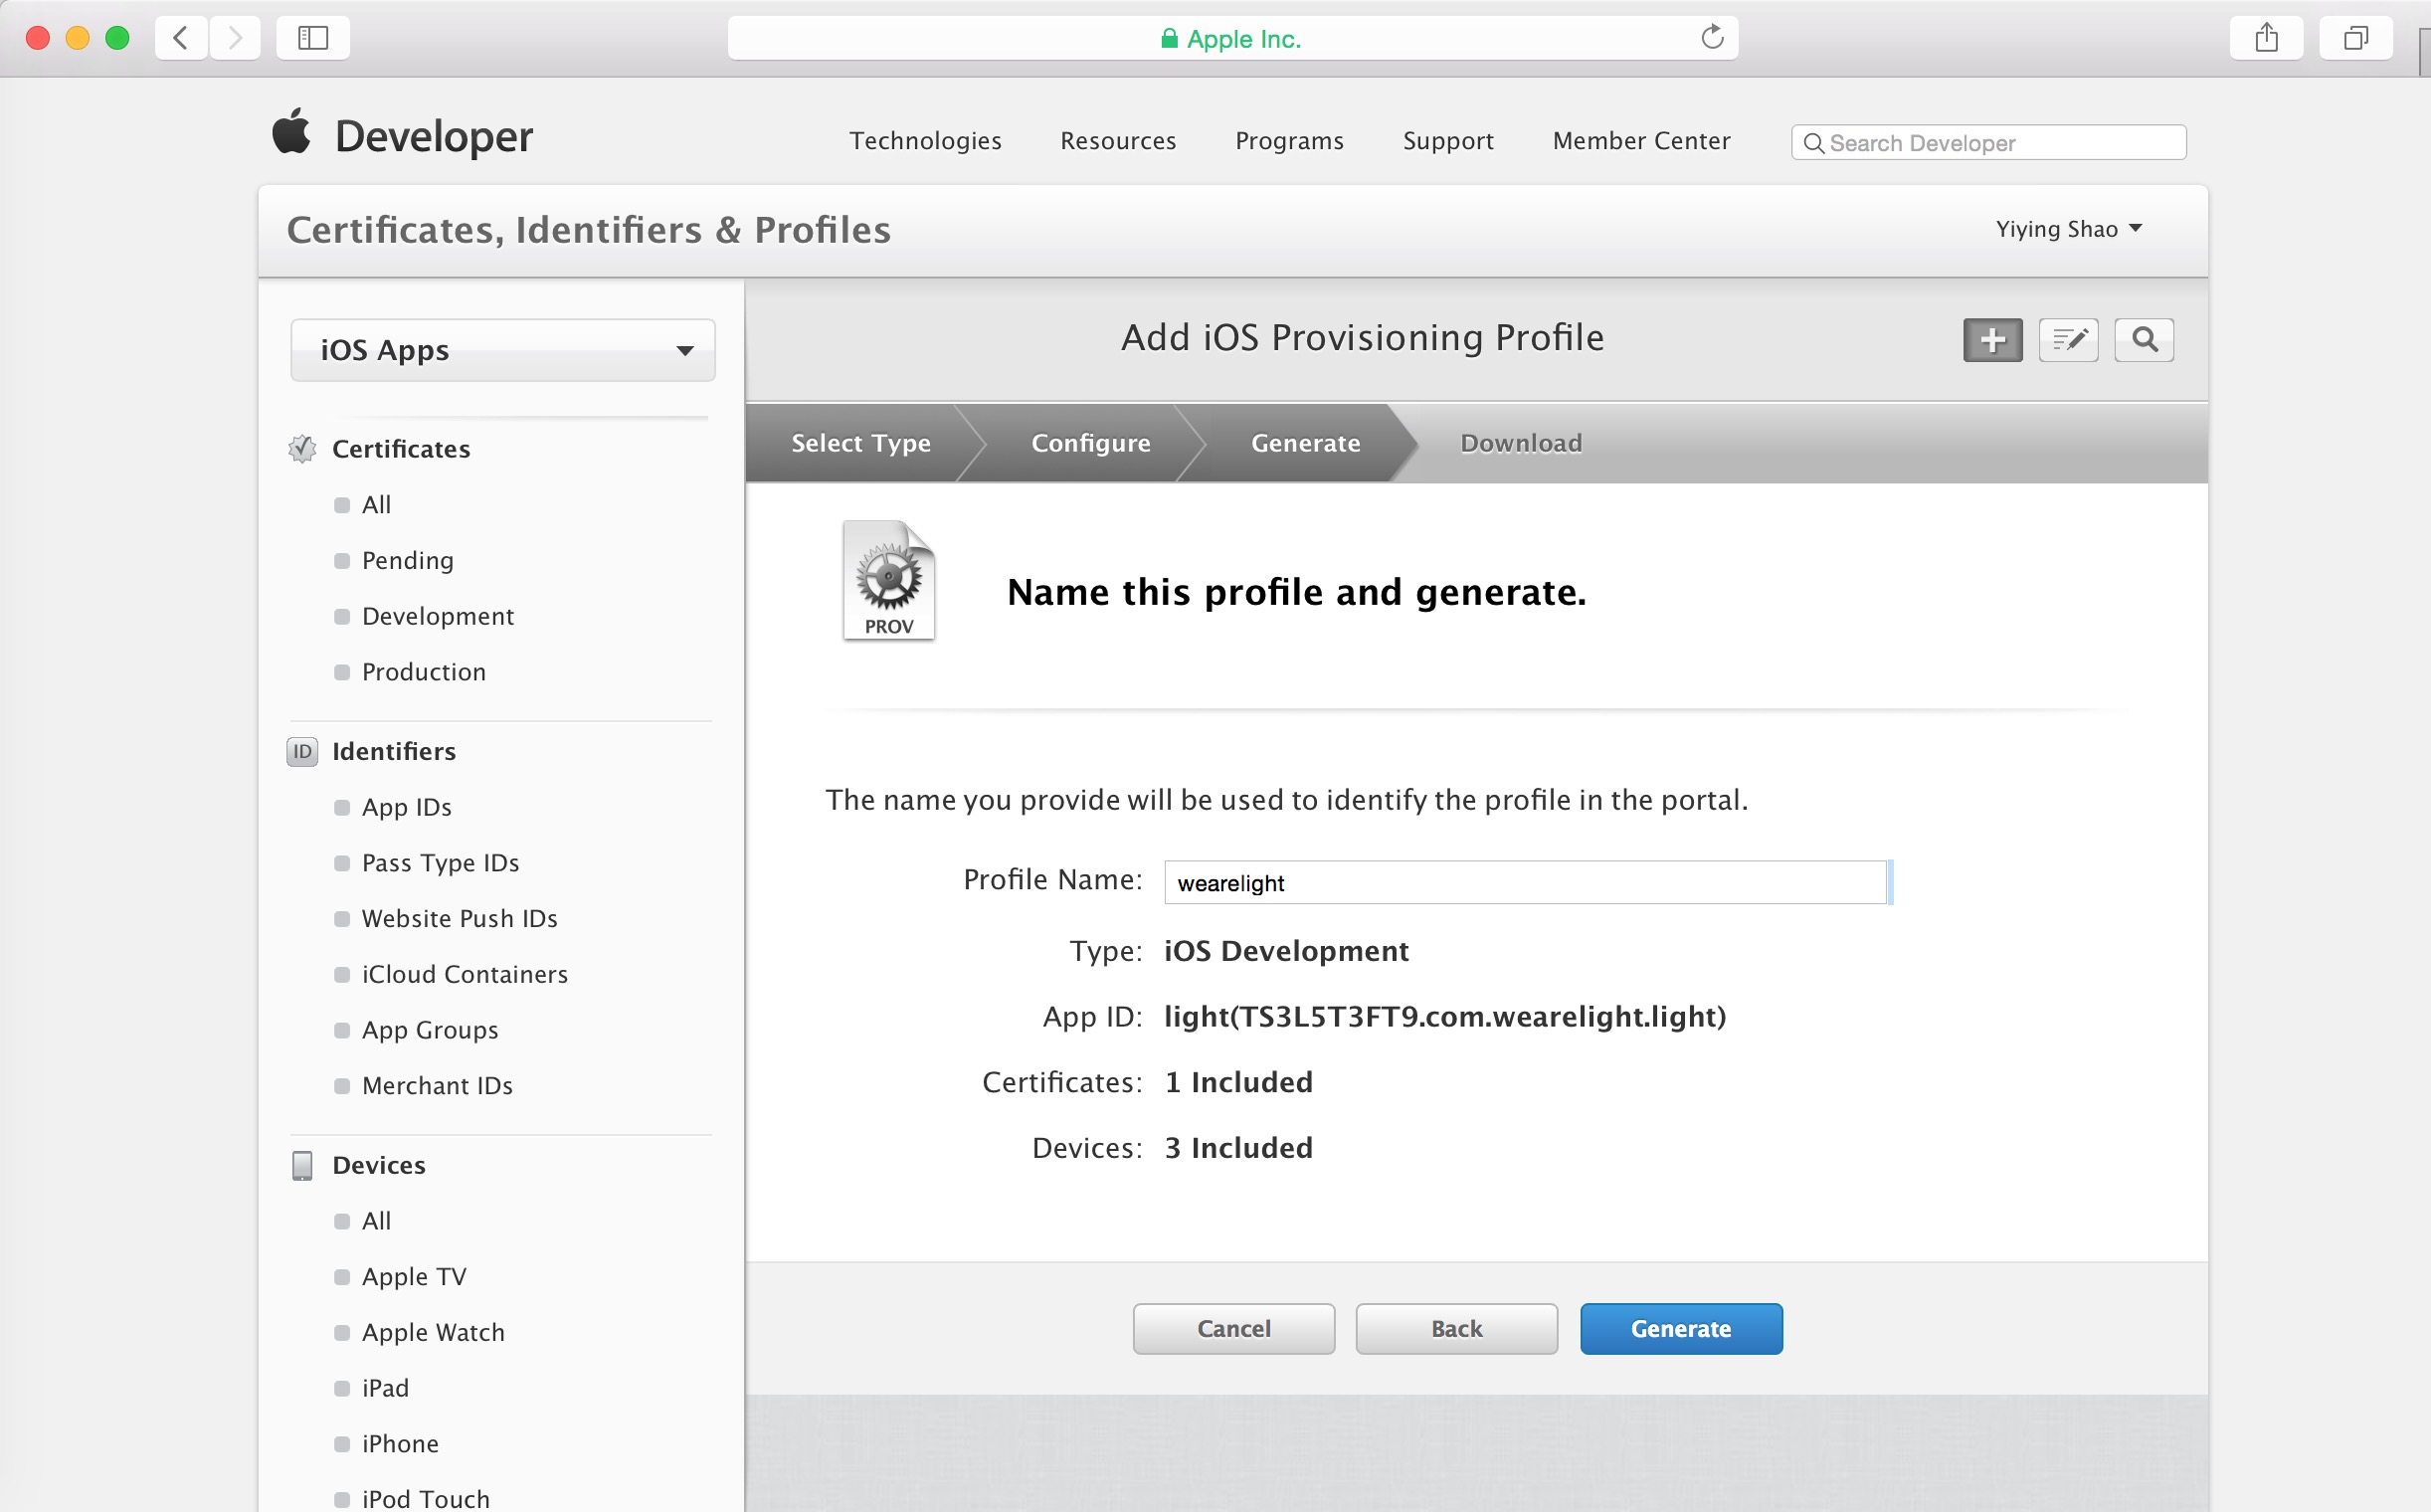 Apple Inc.
Developer
Technologies
Resources
Programs
Support
Member Center
Search Developer
Certificates, Identifiers & Profiles
Yiying Shao
iOS Apps
Certificates
All
Pending
Development
Production
ID Identifiers
App IDs
Pass Type IDs
Website Push IDs
iCloud Containers
App Groups
Merchant IDs
Devices
All
Apple TV
Apple Watch
iPad
iPhone
iPod Touch
Add iOS Provisioning Profile
Select Type
Configure
Generate
Download
PROV
Name this profile and generate.
The name you provide will be used to identify the profile in the portal.
Profile Name: wearelight
Type: iOS Development
App ID: light(TS3L5T3FT9.com.wearelight.light)
Certificates: 1 Included
Devices: 3 Included
Cancel
Back
Generate